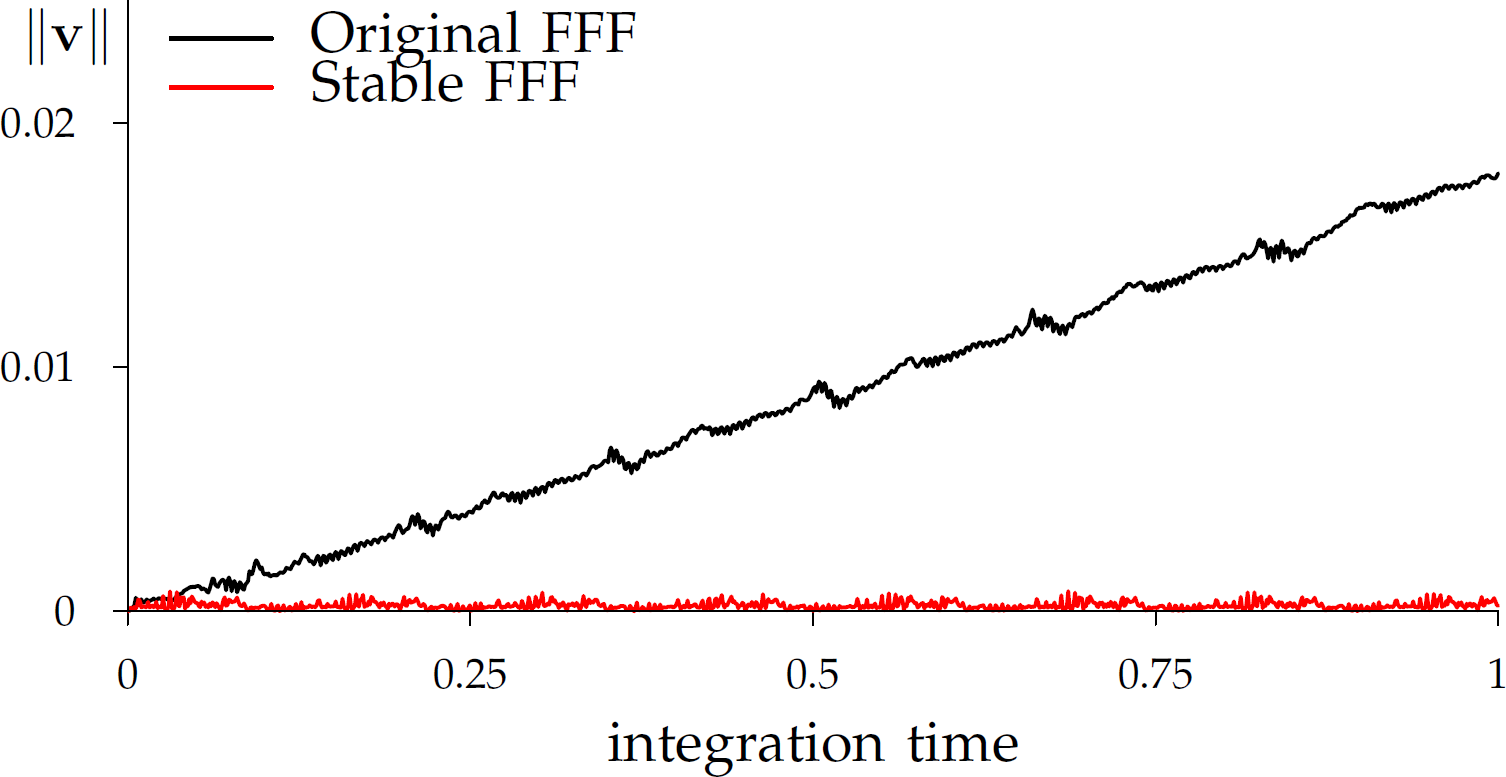 ‖v‖
Original FFF
Stable FFF
0.02
0.01
0
0 0.25 0.5 0.75 1
integration time